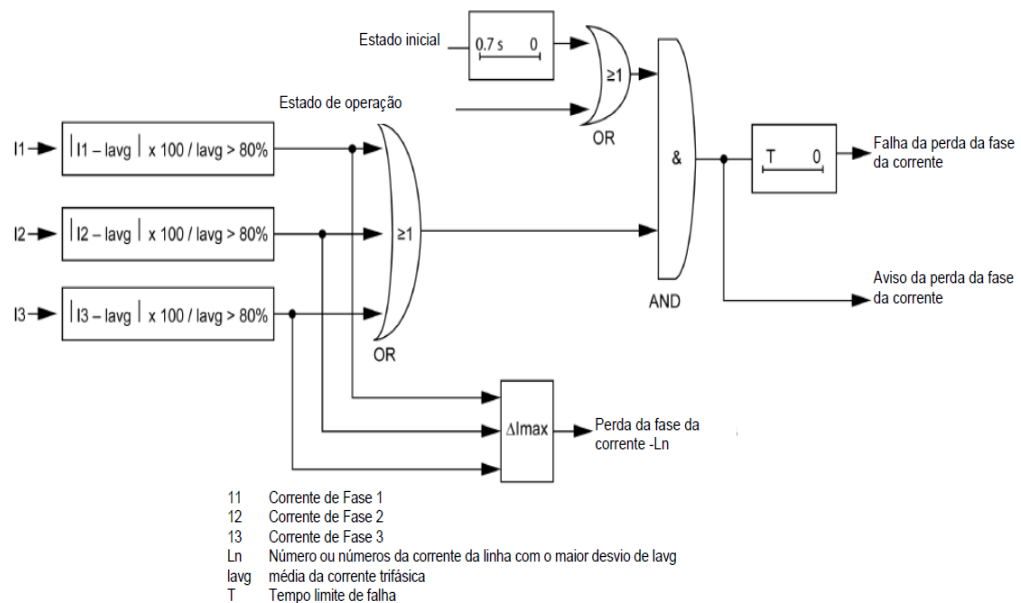 Estado inicial
0.7 s 0
≥1
OR
Estado de operação
I1
| I1 – Iavg | x 100 / Iavg > 80%
I2
| I2 – Iavg | x 100 / Iavg > 80%
I3
| I3 – Iavg | x 100 / Iavg > 80%
≥1
OR
&
AND
T 0
Falha da perda da fase
da corrente
Aviso da perda da fase
da corrente
ΔImax
Perda da fase da
corrente -Ln
11 Corrente de Fase 1
12 Corrente de Fase 2
13 Corrente de Fase 3
Ln Número ou números da corrente da linha com o maior desvio de Iavg
Iavg média da corrente trifásica
T Tempo limite de falha